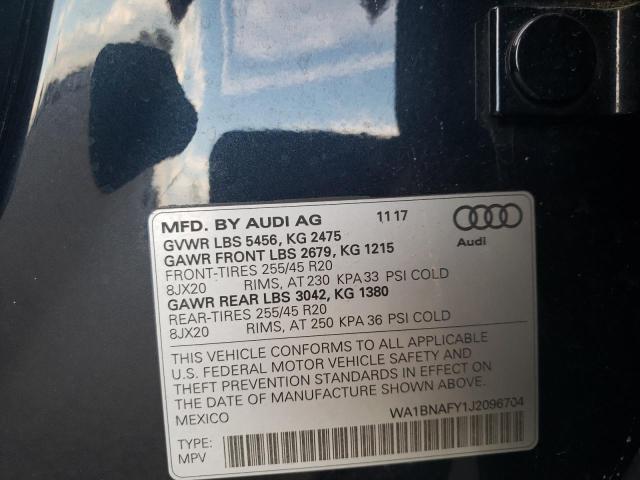 MFD. BY AUDI AG 11 17
GVWR LBS 5456, KG 2475
GAWR FRONT LBS 2679, KG 1215
FRONT-TIRES 255/45 R20
8JX20 RIMS, AT 230 KPA 33 PSI COLD
GAWR REAR LBS 3042, KG 1380
REAR-TIRES 255/45 R20
8JX20 RIMS, AT 250 KPA 36 PSI COLD
Audi
THIS VEHICLE CONFORMS TO ALL APPLICABLE
U.S. FEDERAL MOTOR VEHICLE SAFETY AND
THEFT PREVENTION STANDARDS IN EFFECT ON
THE DATE OF MANUFACTURE SHOWN ABOVE.
MEXICO WA1BNAFY1J2096704
TYPE:
MPV